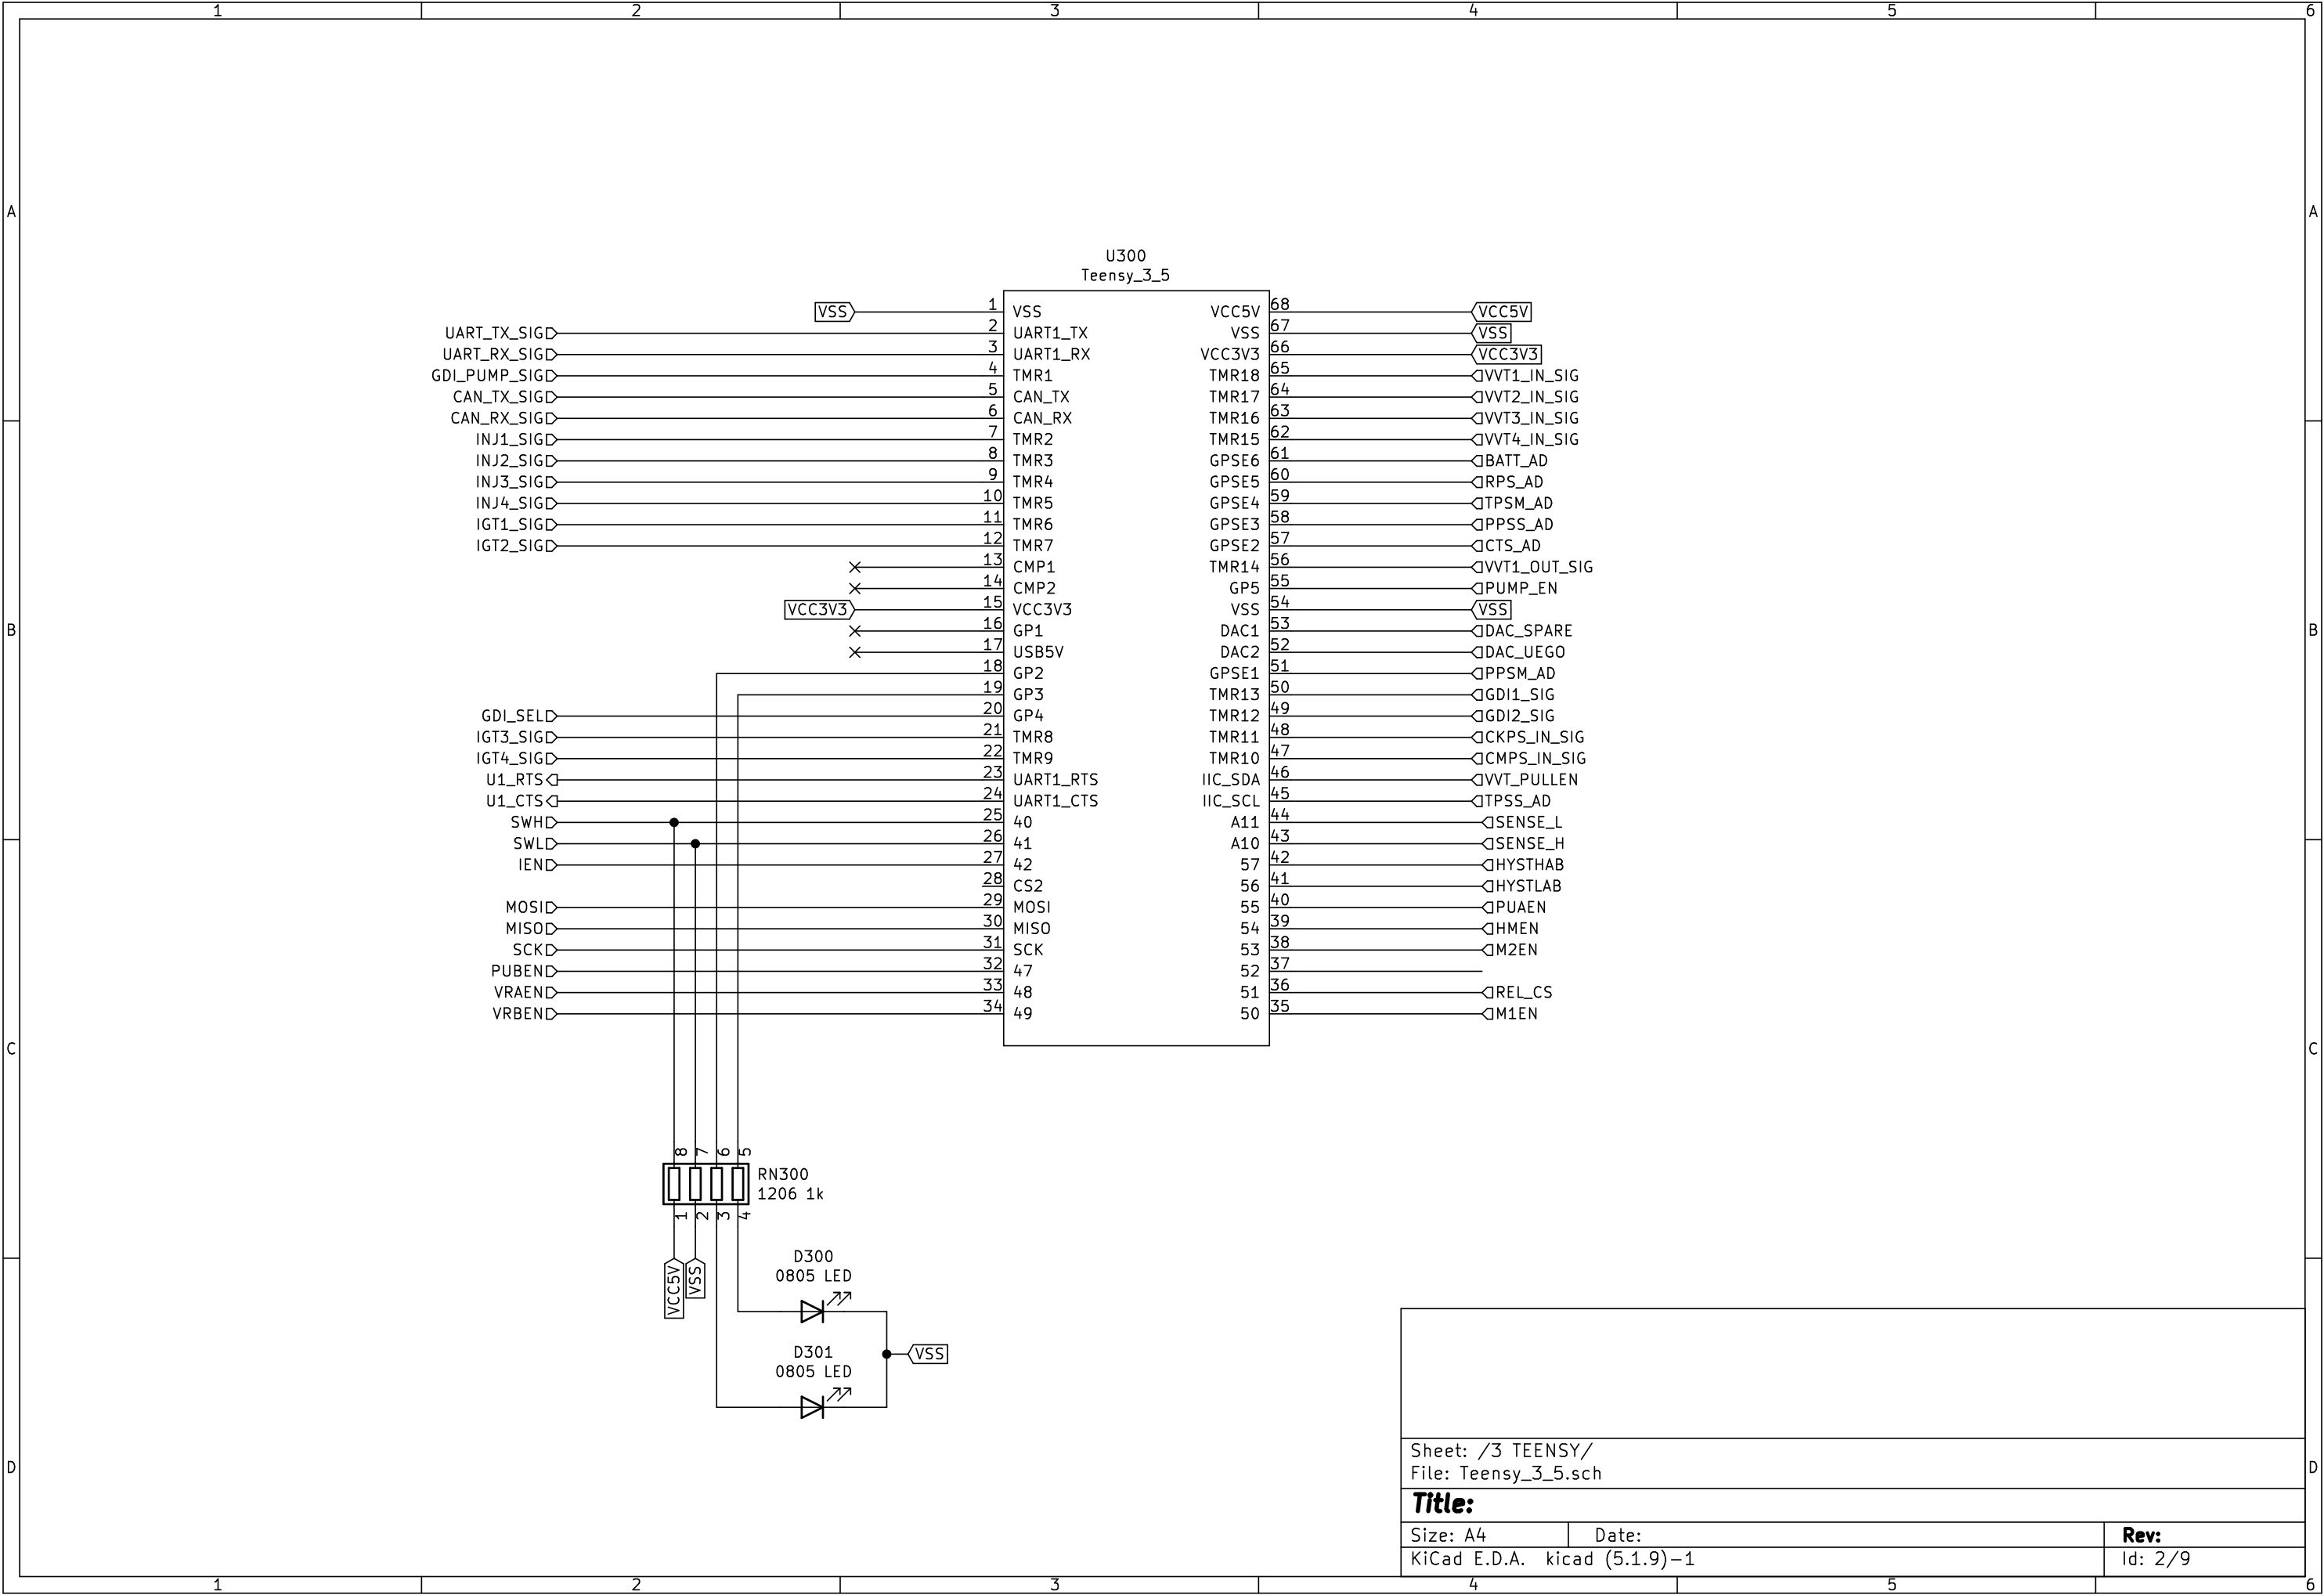 1 2 3 4 5 6
A A
B B
C C
D D
U300
Teensy_3_5
VSS 1 VSS VCC5V 68 VCC5V
UART_TX_SIG 2 UART1_TX VSS 67 VSS
UART_RX_SIG 3 UART1_RX VCC3V3 66 VCC3V3
GDI_PUMP_SIG 4 TMR1 TMR18 65 VVT1_IN_SIG
CAN_TX_SIG 5 CAN_TX TMR17 64 VVT2_IN_SIG
CAN_RX_SIG 6 CAN_RX TMR16 63 VVT3_IN_SIG
INJ1_SIG 7 TMR2 TMR15 62 VVT4_IN_SIG
INJ2_SIG 8 TMR3 GPSE6 61 BATT_AD
INJ3_SIG 9 TMR4 GPSE5 60 RPS_AD
INJ4_SIG 10 TMR5 GPSE4 59 TPSM_AD
IGT1_SIG 11 TMR6 GPSE3 58 PPSS_AD
IGT2_SIG 12 TMR7 GPSE2 57 CTS_AD
13 CMP1 TMR14 56 VVT1_OUT_SIG
14 CMP2 GP5 55 PUMP_EN
VCC3V3 15 VCC3V3 VSS 54 VSS
16 GP1 DAC1 53 DAC_SPARE
17 USB5V DAC2 52 DAC_UEGO
18 GP2 GPSE1 51 PPSM_AD
19 GP3 TMR13 50 GDI1_SIG
GDI_SEL 20 GP4 TMR12 49 GDI2_SIG
IGT3_SIG 21 TMR8 TMR11 48 CKPS_IN_SIG
IGT4_SIG 22 TMR9 TMR10 47 CMPS_IN_SIG
U1_RTS 23 UART1_RTS IIC_SDA 46 VVT_PULLEN
U1_CTS 24 UART1_CTS IIC_SCL 45 TPSS_AD
SWH 25 40 A11 44 SENSE_L
SWL 26 41 A10 43 SENSE_H
IEN 27 42 57 42 HYSTHAB
28 CS2 56 41 HYSTLAB
MOSI 29 MOSI 55 40 PUAEN
MISO 30 MISO 54 39 HMEN
SCK 31 SCK 53 38 M2EN
PUBEN 32 47 52 37
VRAEN 33 48 51 36 REL_CS
VRBEN 34 49 50 35 M1EN
8 7 6 5
RN300
1206 1k
1 2 3 4
VCC5V VSS
D300
0805 LED
D301
0805 LED
VSS
Sheet: /3 TEENSY/
File: Teensy_3_5.sch
Title:
Size: A4 Date: Rev:
KiCad E.D.A. kicad (5.1.9)-1 Id: 2/9
1 2 3 4 5 6